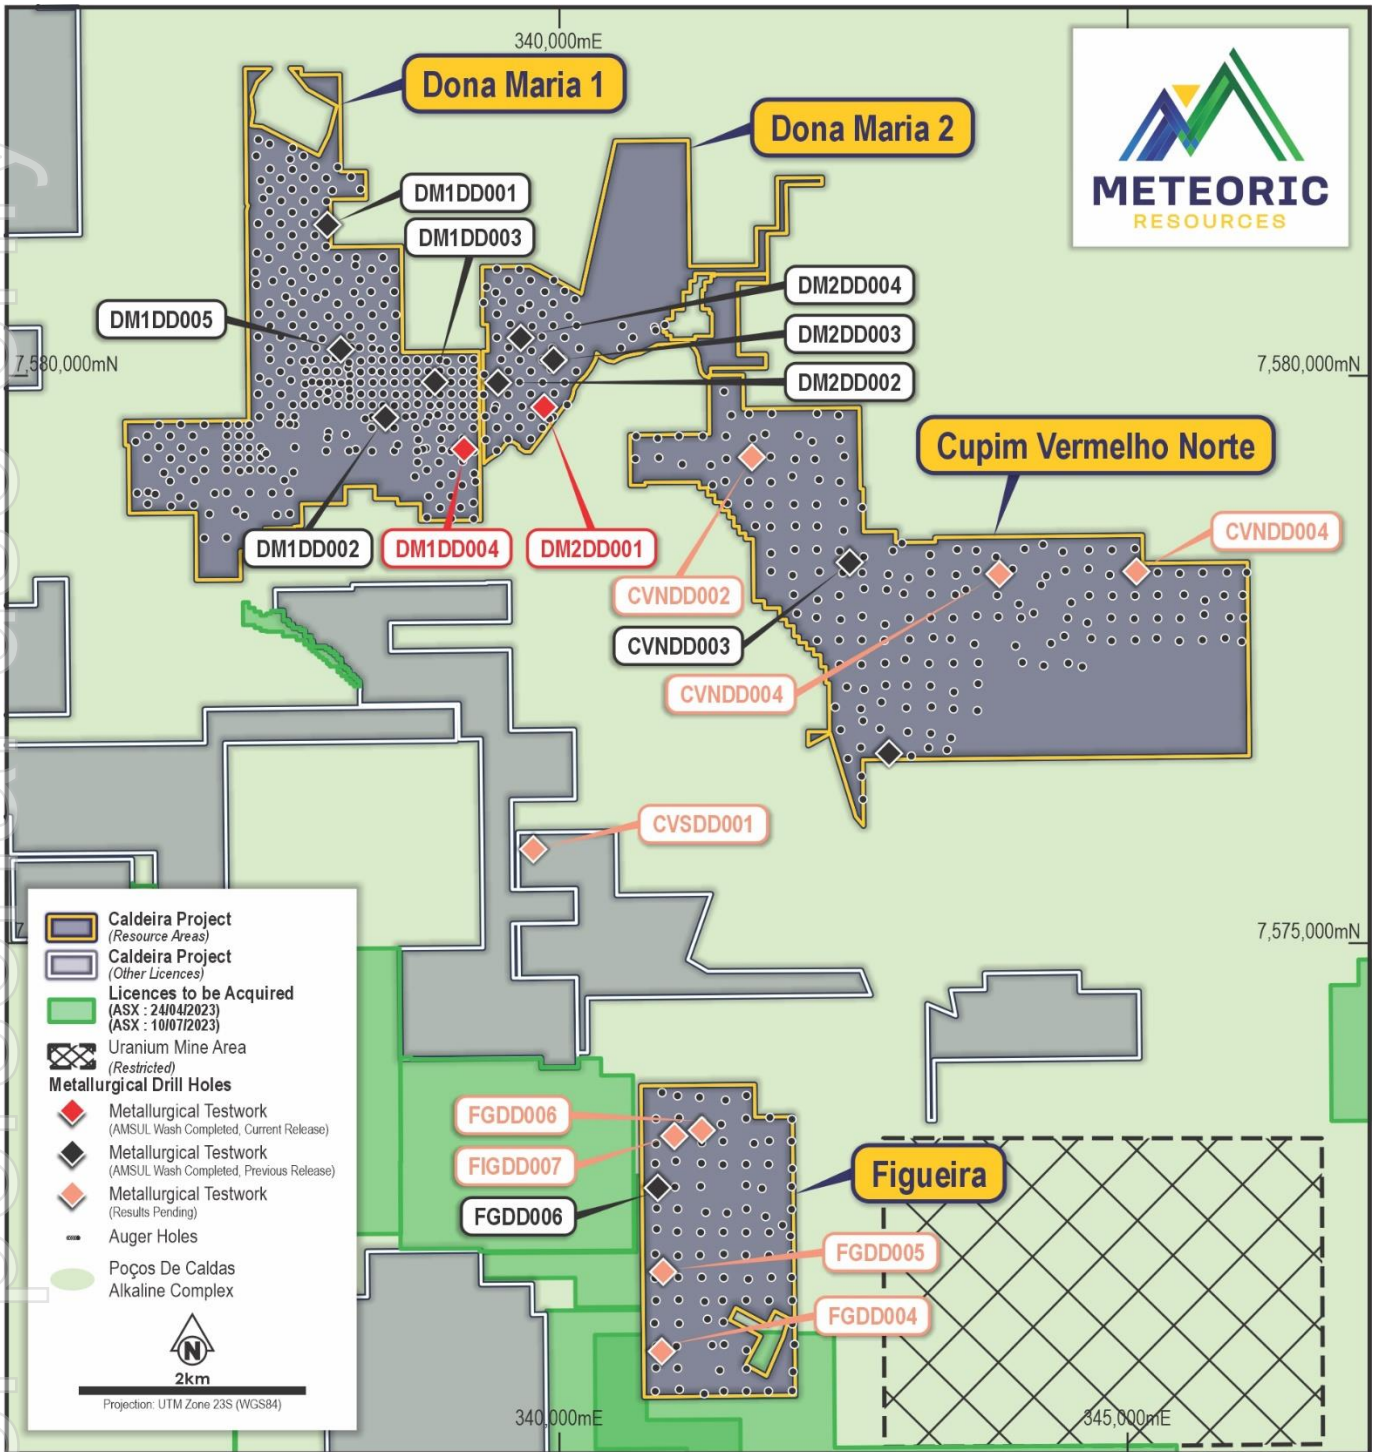 340,000mE
Dona Maria 1
Dona Maria 2
METEORIC
RESOURCES
DM1DD001
DM1DD003
DM2DD004
DM1DD005
DM2DD003
7,580,000mN
7,580,000mN
DM2DD002
Cupim Vermelho Norte
CVNDD004
DM1DD002
DM1DD004
DM2DD001
CVNDD002
CVNDD003
CVNDD004
CVSDD001
7,575,000mN
Caldeira Project
(Resource Areas)
Caldeira Project
(Other Licences)
Licences to be Acquired
(ASX : 24/04/2023)
(ASX : 10/07/2023)
Uranium Mine Area
(Restricted)
Metallurgical Drill Holes
Metallurgical Testwork
(AMSUL Wash Completed, Current Release)
Metallurgical Testwork
(AMSUL Wash Completed, Previous Release)
Metallurgical Testwork
(Results Pending)
Auger Holes
Poços De Caldas
Alkaline Complex
N
2km
Projection: UTM Zone 23S (WGS84)
FGDD006
FIGDD007
Figueira
FGDD006
FGDD005
FGDD004
340,000mE
345,000mE